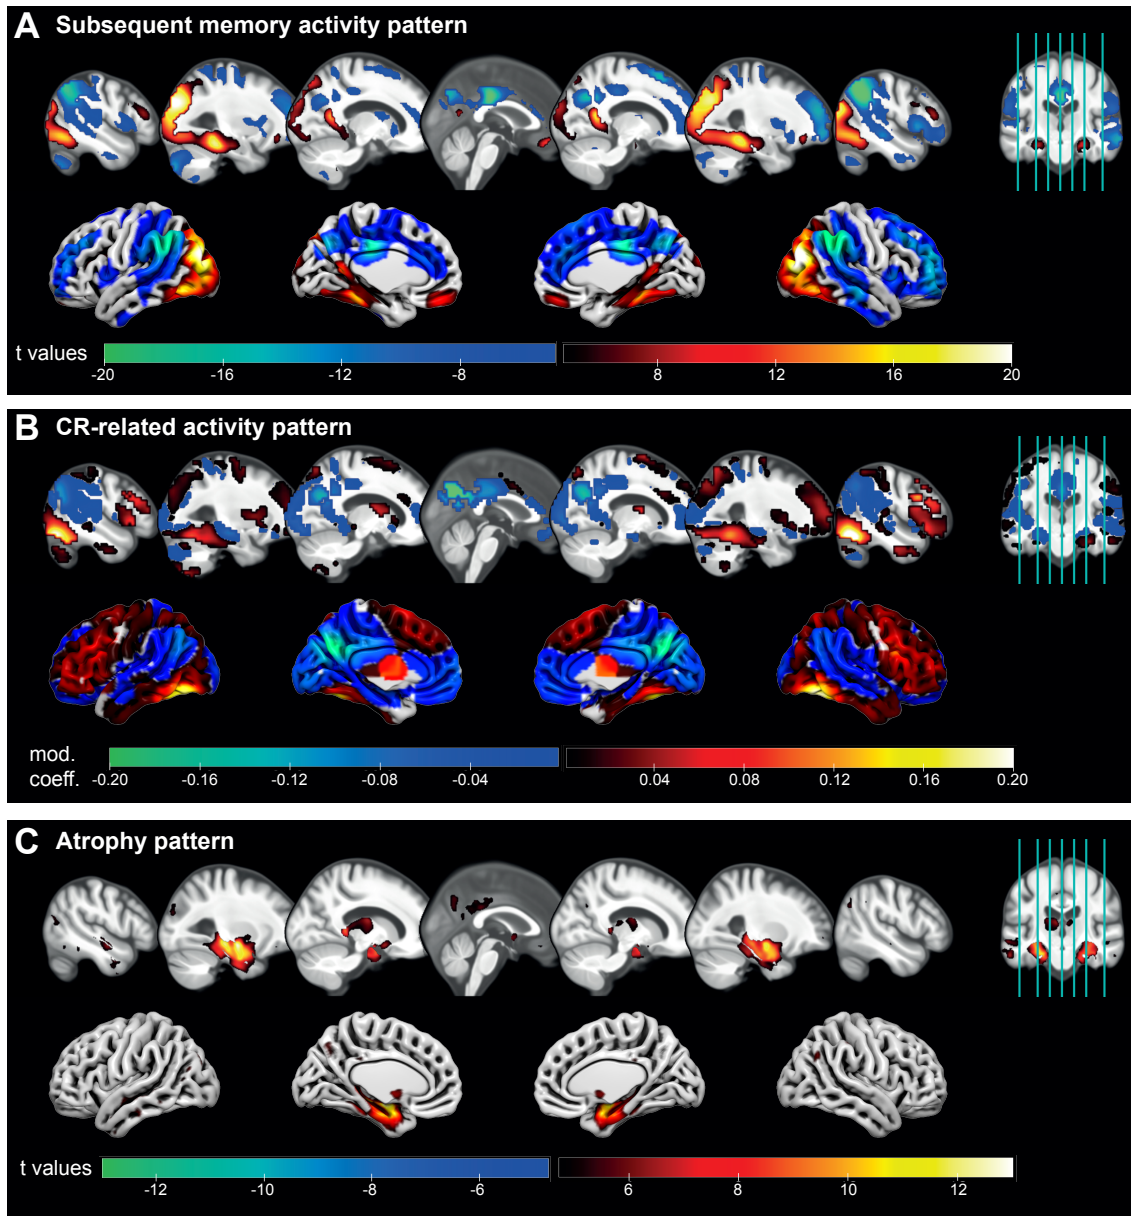 A Subsequent memory activity pattern
t values
-20 -16 -12 -8 8 12 16 20
B CR-related activity pattern
mod.
coeff.
-0.20 -0.16 -0.12 -0.08 -0.04 0.04 0.08 0.12 0.16 0.20
C Atrophy pattern
t values
-12 -10 -8 -6 6 8 10 12